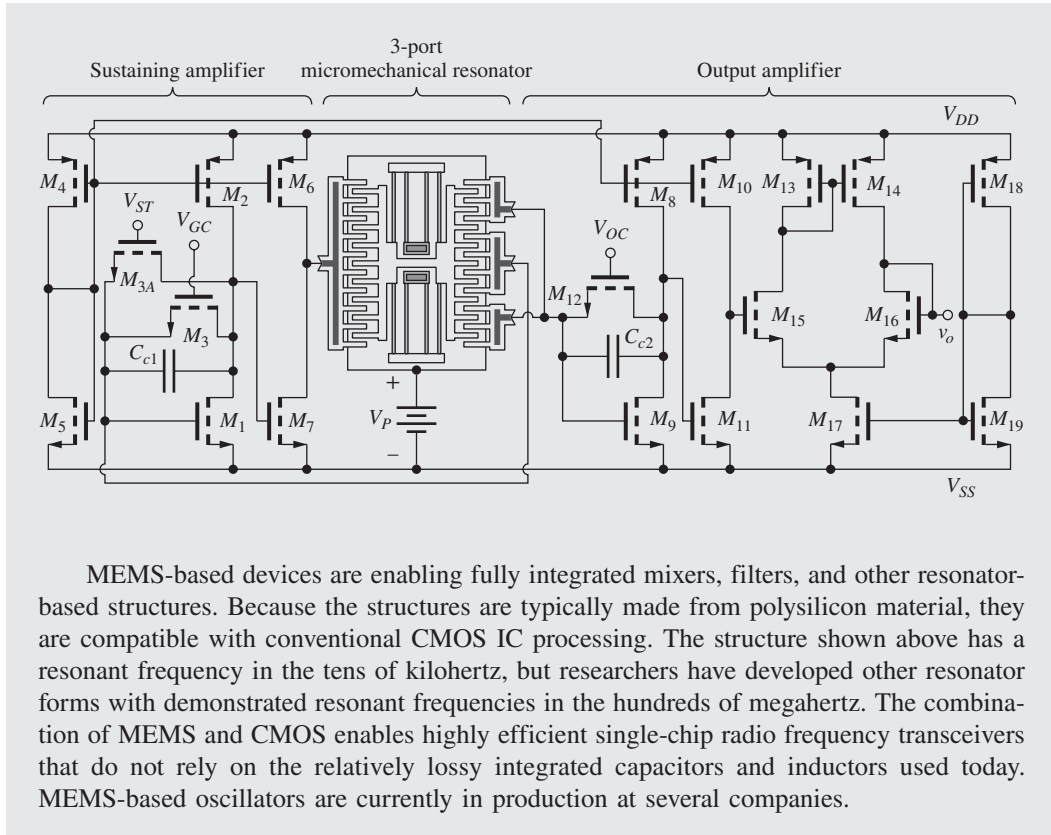 3-port
Sustaining amplifier
micromechanical resonator
Output amplifier
V_DD
M_4
M_2
M_6
M_8
M_10
M_13
M_14
M_18
V_ST
V_GC
V_OC
M_3A
M_12
M_3
M_15
M_16
v_o
C_c1
C_c2
+
M_5
M_1
M_7
V_P
M_9
M_11
M_17
M_19
–
V_SS
MEMS-based devices are enabling fully integrated mixers, filters, and other resonator-
based structures. Because the structures are typically made from polysilicon material, they
are compatible with conventional CMOS IC processing. The structure shown above has a
resonant frequency in the tens of kilohertz, but researchers have developed other resonator
forms with demonstrated resonant frequencies in the hundreds of megahertz. The combina-
tion of MEMS and CMOS enables highly efficient single-chip radio frequency transceivers
that do not rely on the relatively lossy integrated capacitors and inductors used today.
MEMS-based oscillators are currently in production at several companies.